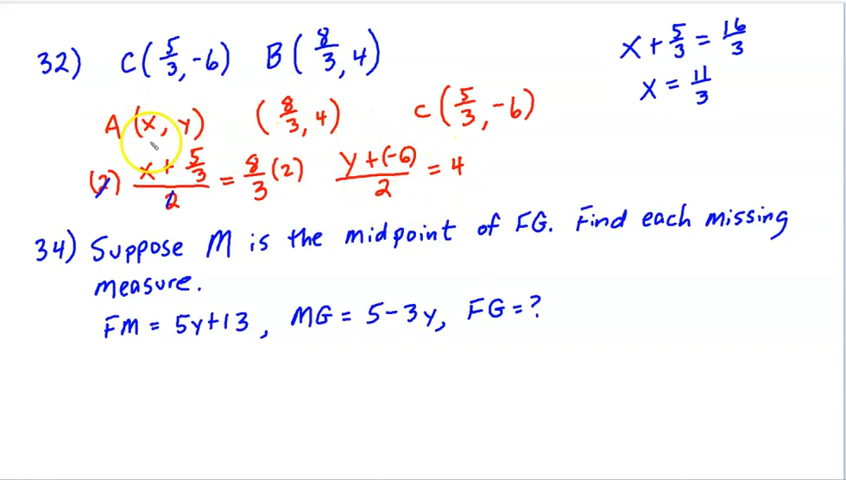 32) C(5/3, -6) B(8/3, 4)
x + 5/3 = 16/3
x = 11/3
A(x, y) (8/3, 4) C(5/3, -6)
(2) (x + 5/3)/2 = 8/3 (2) (y + (-6))/2 = 4
34) Suppose M is the midpoint of FG. Find each missing
measure.
FM = 5y+13, MG = 5-3y, FG = ?